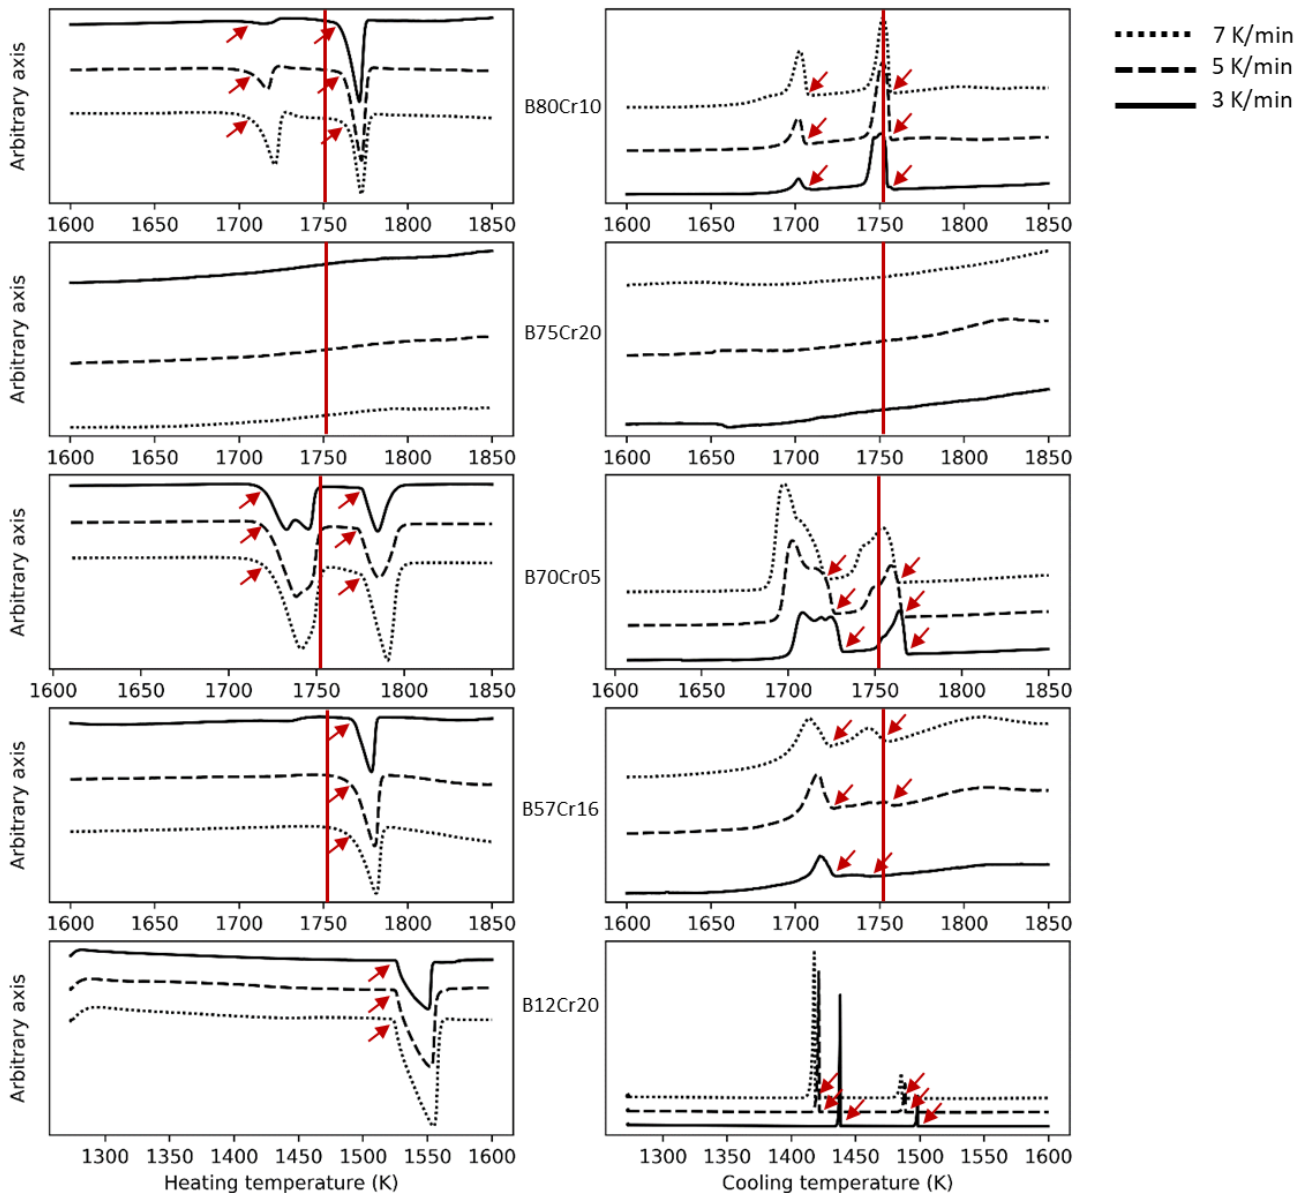 7 K/min
5 K/min
3 K/min
Arbitrary axis
B80Cr10
1600 1650 1700 1750 1800 1850
1600 1650 1700 1750 1800 1850
Arbitrary axis
B75Cr20
1600 1650 1700 1750 1800 1850
1600 1650 1700 1750 1800 1850
Arbitrary axis
B70Cr05
1600 1650 1700 1750 1800 1850
1600 1650 1700 1750 1800 1850
Arbitrary axis
B57Cr16
1600 1650 1700 1750 1800 1850
1600 1650 1700 1750 1800 1850
Arbitrary axis
B12Cr20
1300 1350 1400 1450 1500 1550 1600
1300 1350 1400 1450 1500 1550 1600
Heating temperature (K)
Cooling temperature (K)